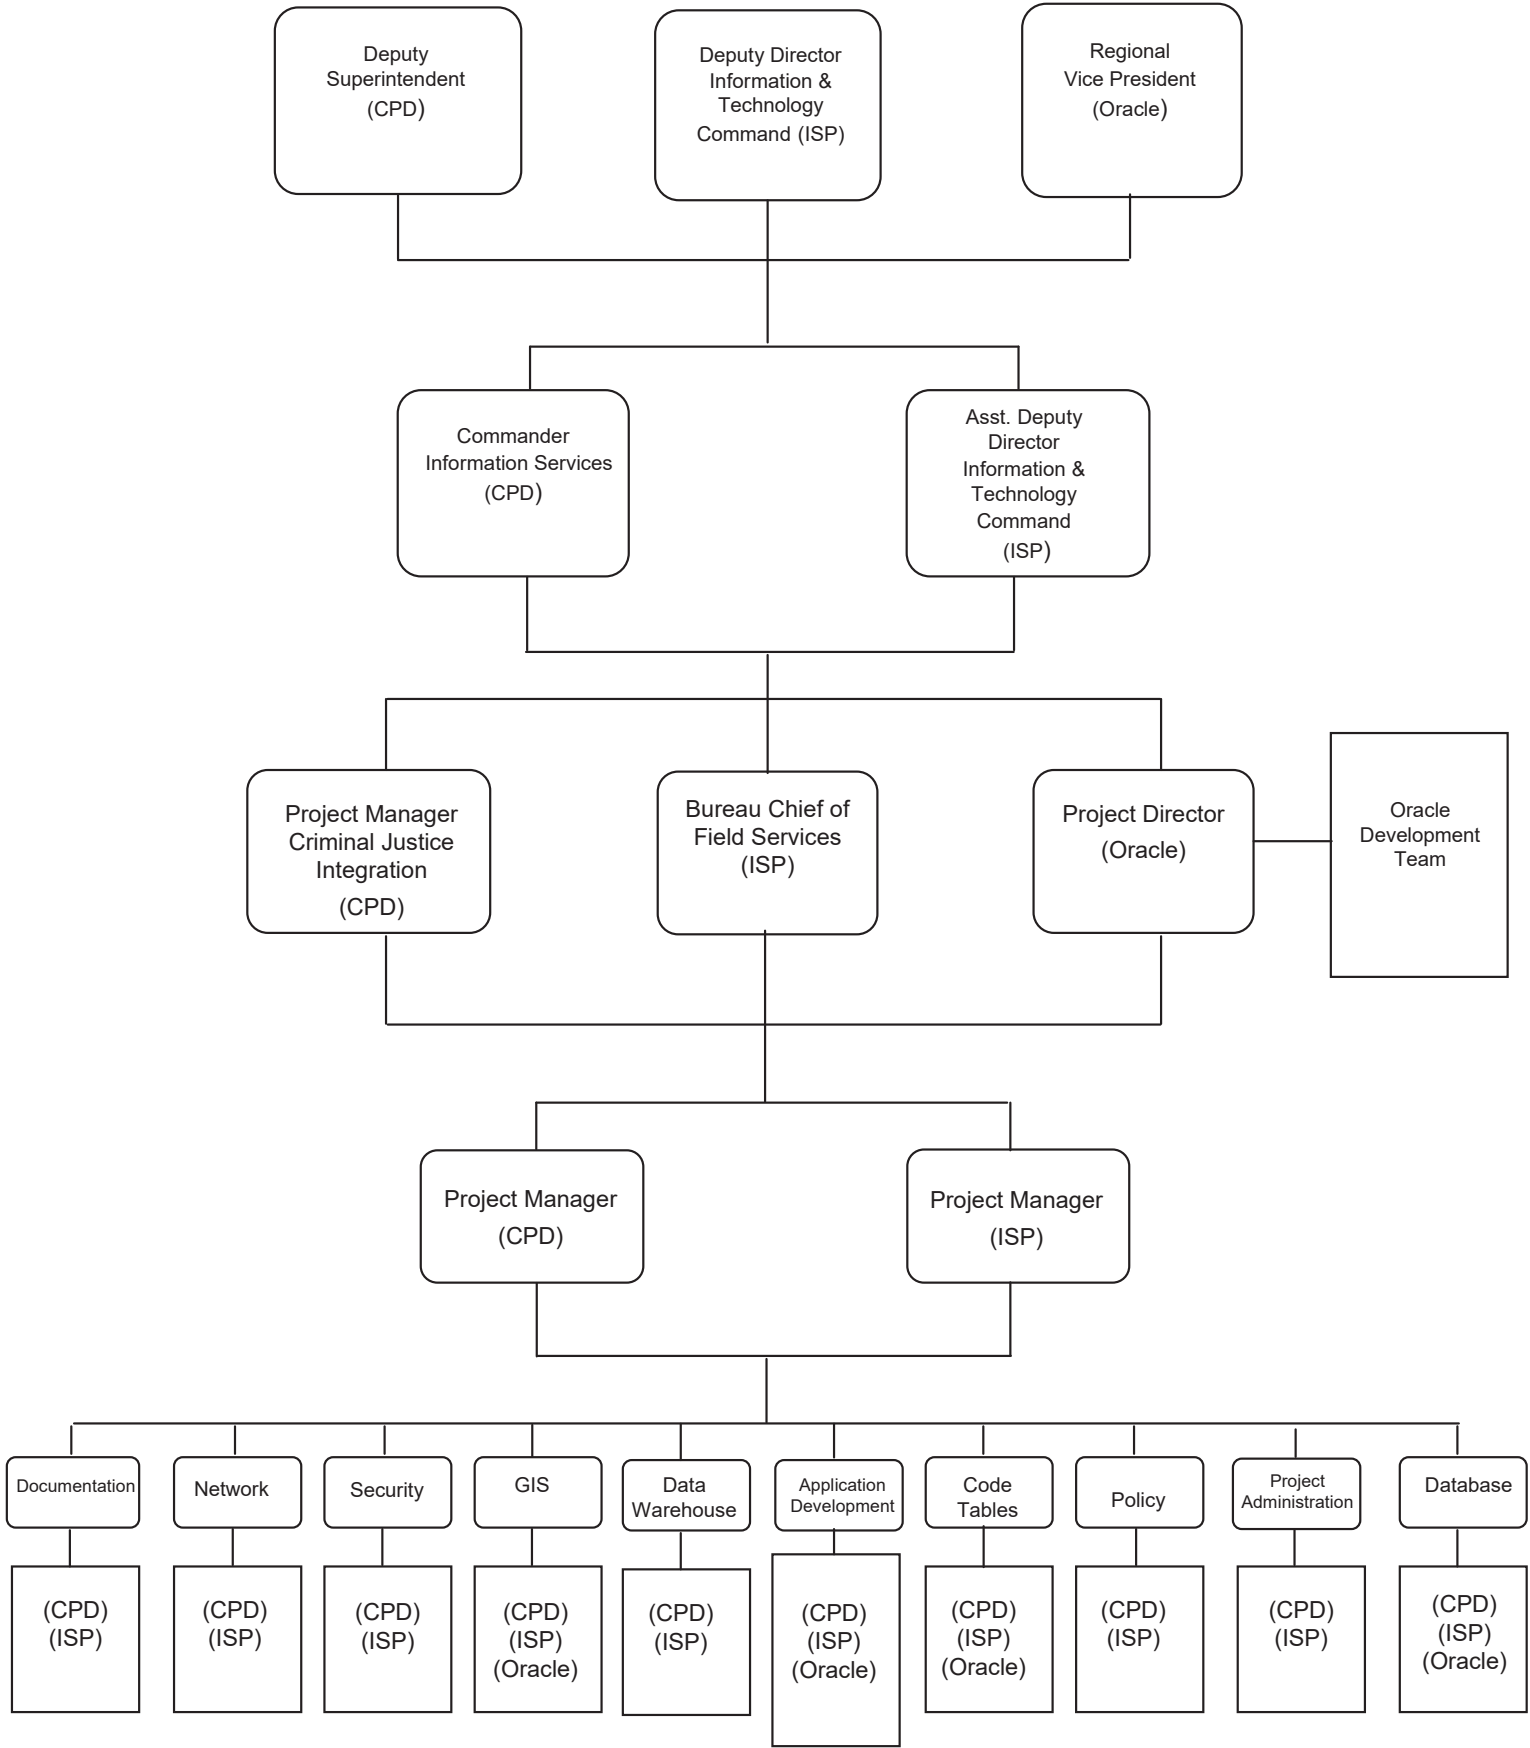 Deputy
Superintendent
(CPD)
Deputy Director
Information &
Technology
Command (ISP)
Regional
Vice President
(Oracle)
Commander
Information Services
(CPD)
Asst. Deputy
Director
Information &
Technology
Command
(ISP)
Project Manager
Criminal Justice
Integration
(CPD)
Bureau Chief of
Field Services
(ISP)
Project Director
(Oracle)
Oracle
Development
Team
Project Manager
(CPD)
Project Manager
(ISP)
Documentation
Network
Security
GIS
Data
Warehouse
Application
Development
Code
Tables
Policy
Project
Administration
Database
(CPD)
(ISP)
(CPD)
(ISP)
(CPD)
(ISP)
(CPD)
(ISP)
(Oracle)
(CPD)
(ISP)
(CPD)
(ISP)
(Oracle)
(CPD)
(ISP)
(Oracle)
(CPD)
(ISP)
(CPD)
(ISP)
(CPD)
(ISP)
(Oracle)